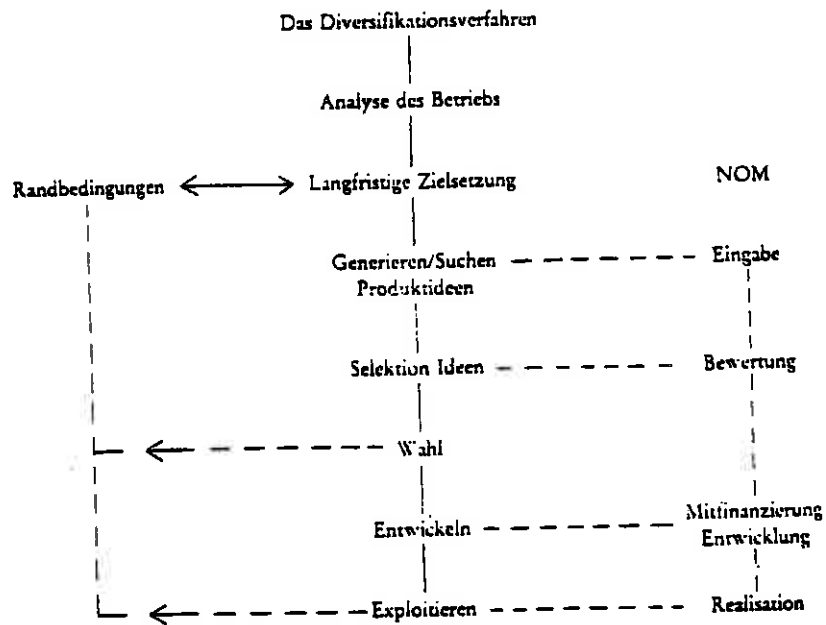 Das Diversifikationsverfahren
Analyse des Betriebs
Randbedingungen
Langfristige Zielsetzung
NOM
Generieren/Suchen
Produktideen
Eingabe
Selektion Ideen
Bewertung
Wahl
Entwickeln
Mitfinanzierung
Entwicklung
Exploitieren
Realisation